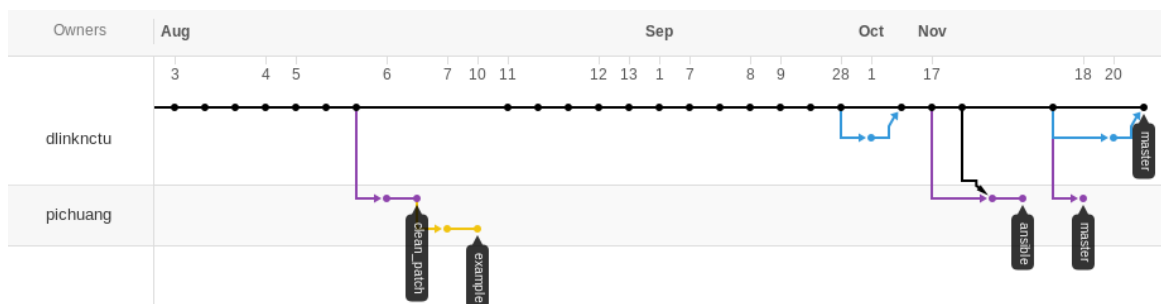 Owners Aug Sep Oct Nov
3 4 5 6 7 10 11 12 13 1 7 8 9 28 1 17 18 20
dlinknctu
master
pichuang
clean_patch
example
ansible
master